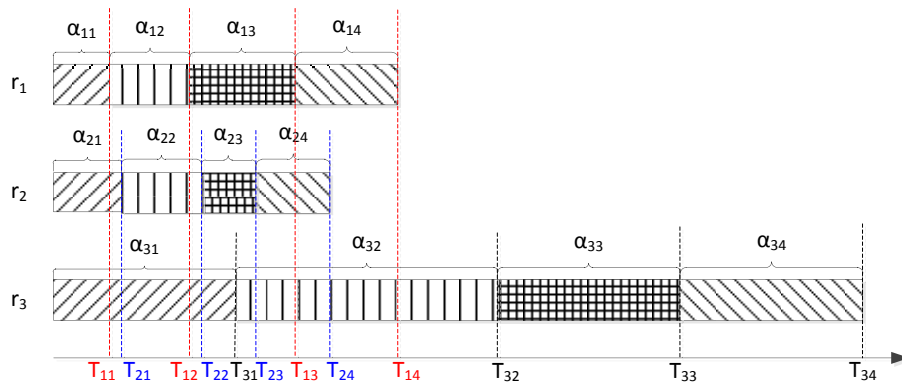 α11 α12 α13 α14
r1
α21 α22 α23 α24
r2
α31 α32 α33 α34
r3
T11 T21 T12 T22 T31 T23 T13 T24 T14 T32 T33 T34